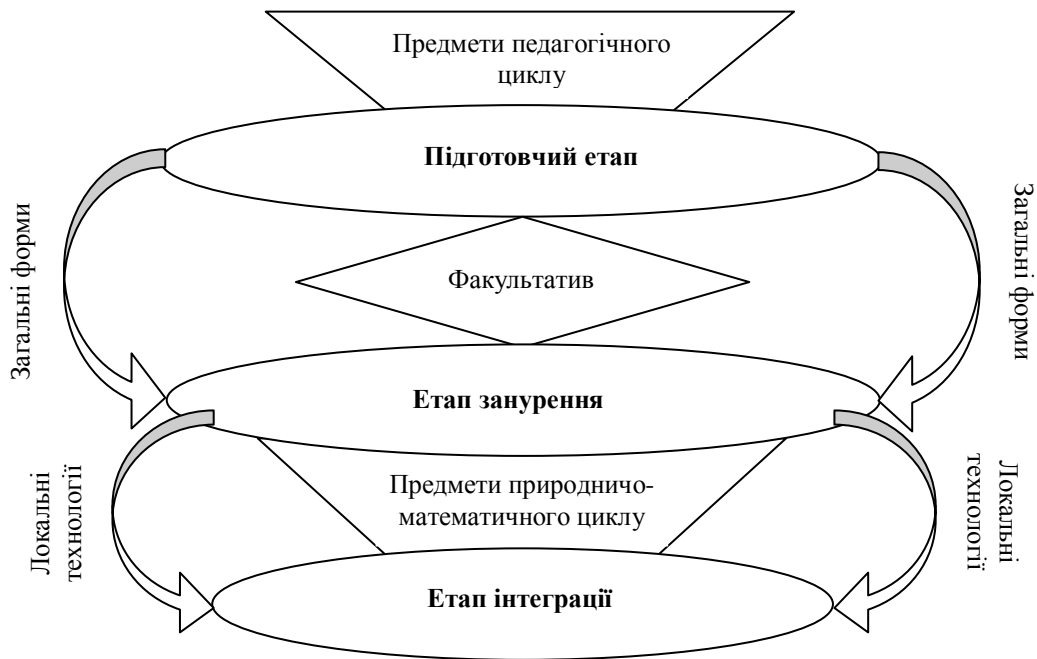 Предмети педагогічного
циклу
Підготовчий етап
Загальні форми
Загальні форми
Факультатив
Етап занурення
Локальні
технології
Предмети природничо-
математичного циклу
Локальні
технології
Етап інтеграції